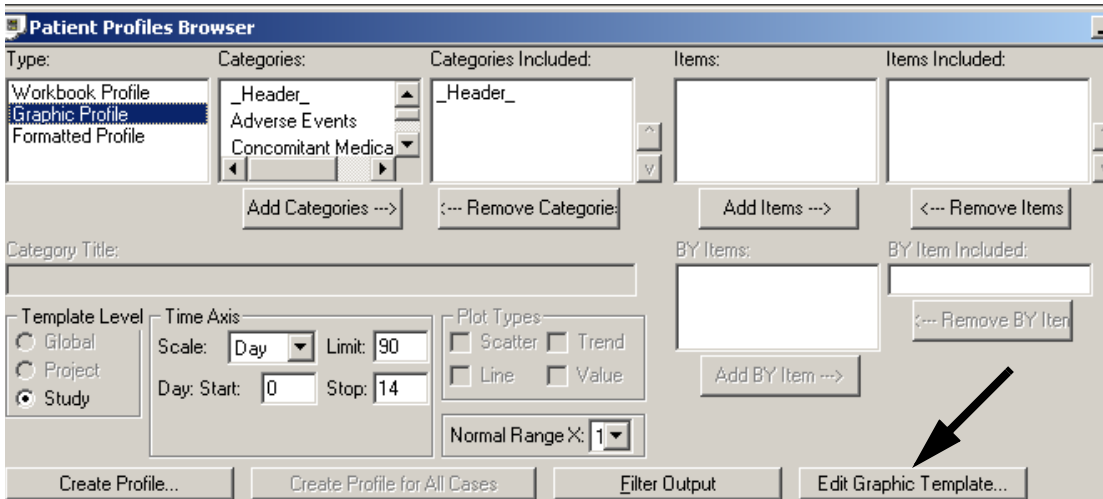 Patient Profiles Browser
Type: Categories: Categories Included: Items: Items Included:
Workbook Profile
Graphic Profile
Formatted Profile
_Header_
Adverse Events
Concomitant Medica
_Header_
^
v
Add Categories --->
<--- Remove Categories
Add Items --->
<--- Remove Items
Category Title:
BY Items:
BY Item Included:
<--- Remove BY Item
Add BY Item --->
Template Level
Global
Project
Study
Time Axis
Scale: Day Limit: 90
Day: Start: 0 Stop: 14
Plot Types
Scatter Trend
Line Value
Normal Range X: 1
Create Profile... Create Profile for All Cases Filter Output Edit Graphic Template...